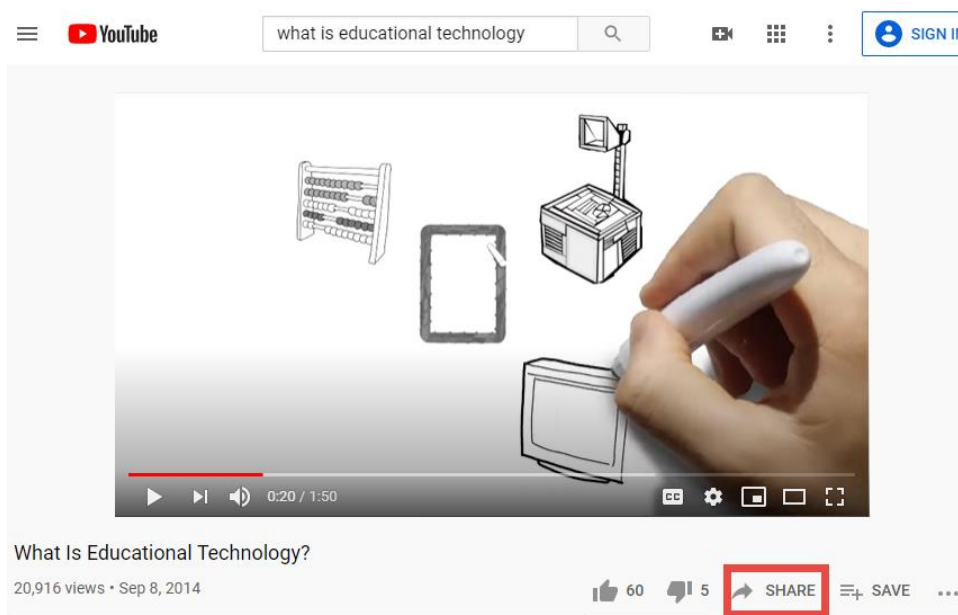 YouTube
what is educational technology
SIGN IN
0:20 / 1:50
CC
What Is Educational Technology?
20,916 views • Sep 8, 2014
60
5
SHARE
SAVE